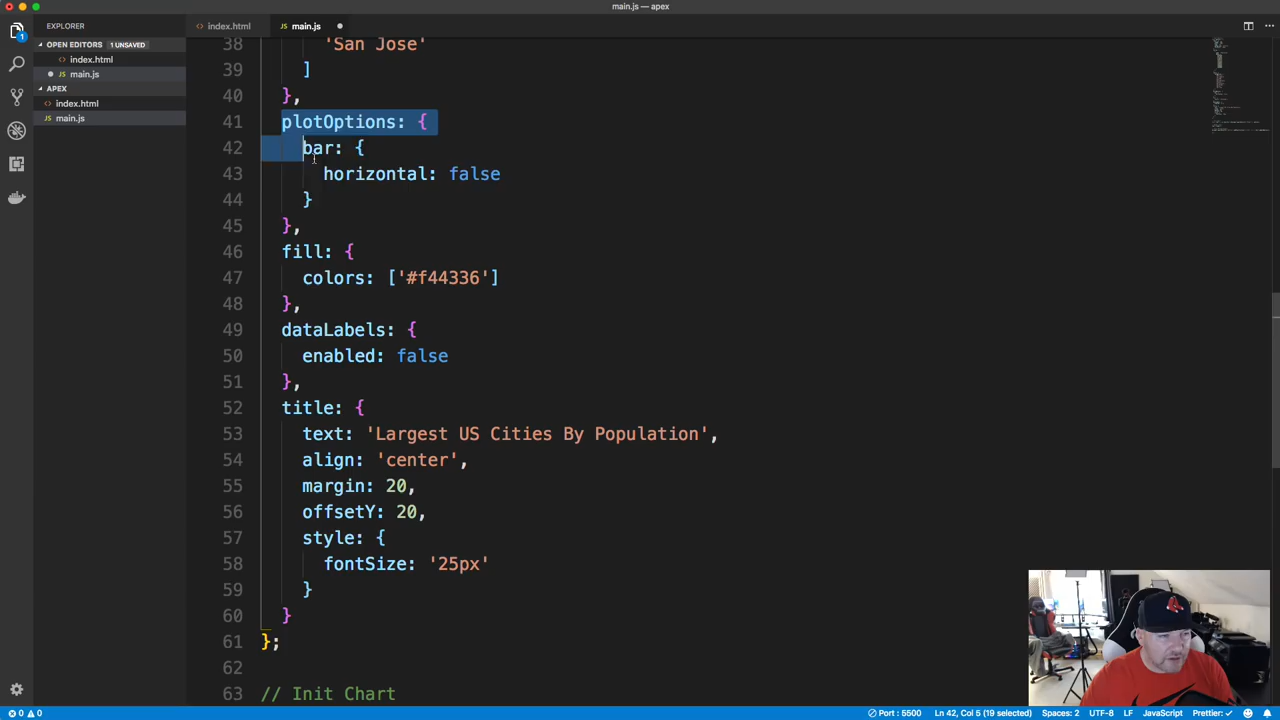 main.js — apex
EXPLORER
index.html
main.js
OPEN EDITORS 1 UNSAVED
index.html
main.js
APEX
index.html
main.js
38 'San Jose'
39 ]
40 },
41 plotOptions: {
42 bar: {
43 horizontal: false
44 }
45 },
46 fill: {
47 colors: ['#f44336']
48 },
49 dataLabels: {
50 enabled: false
51 },
52 title: {
53 text: 'Largest US Cities By Population',
54 align: 'center',
55 margin: 20,
56 offsetY: 20,
57 style: {
58 fontSize: '25px'
59 }
60 }
61 };
62
63 // Init Chart
0 0
Port : 5500
Ln 42, Col 5 (19 selected)
Spaces: 2
UTF-8
LF
JavaScript
Prettier: ✓
1